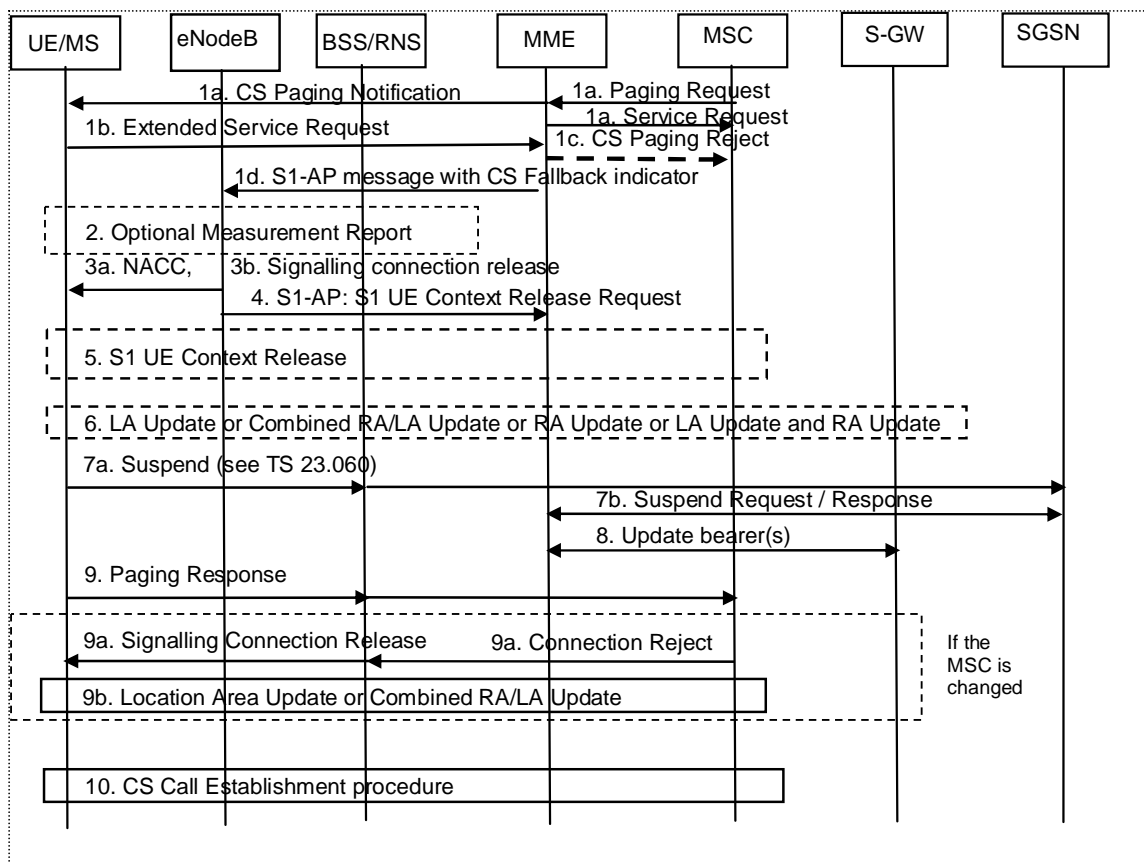 UE/MS
eNodeB
BSS/RNS
MME
MSC
S-GW
SGSN
1a. CS Paging Notification
1a. Paging Request
1a. Service Request
1b. Extended Service Request
1c. CS Paging Reject
1d. S1-AP message with CS Fallback indicator
2. Optional Measurement Report
3a. NACC,
3b. Signalling connection release
4. S1-AP: S1 UE Context Release Request
5. S1 UE Context Release
6. LA Update or Combined RA/LA Update or RA Update or LA Update and RA Update
7a. Suspend (see TS 23.060)
7b. Suspend Request / Response
8. Update bearer(s)
9. Paging Response
9a. Signalling Connection Release
9a. Connection Reject
If the
MSC is
changed
9b. Location Area Update or Combined RA/LA Update
10. CS Call Establishment procedure